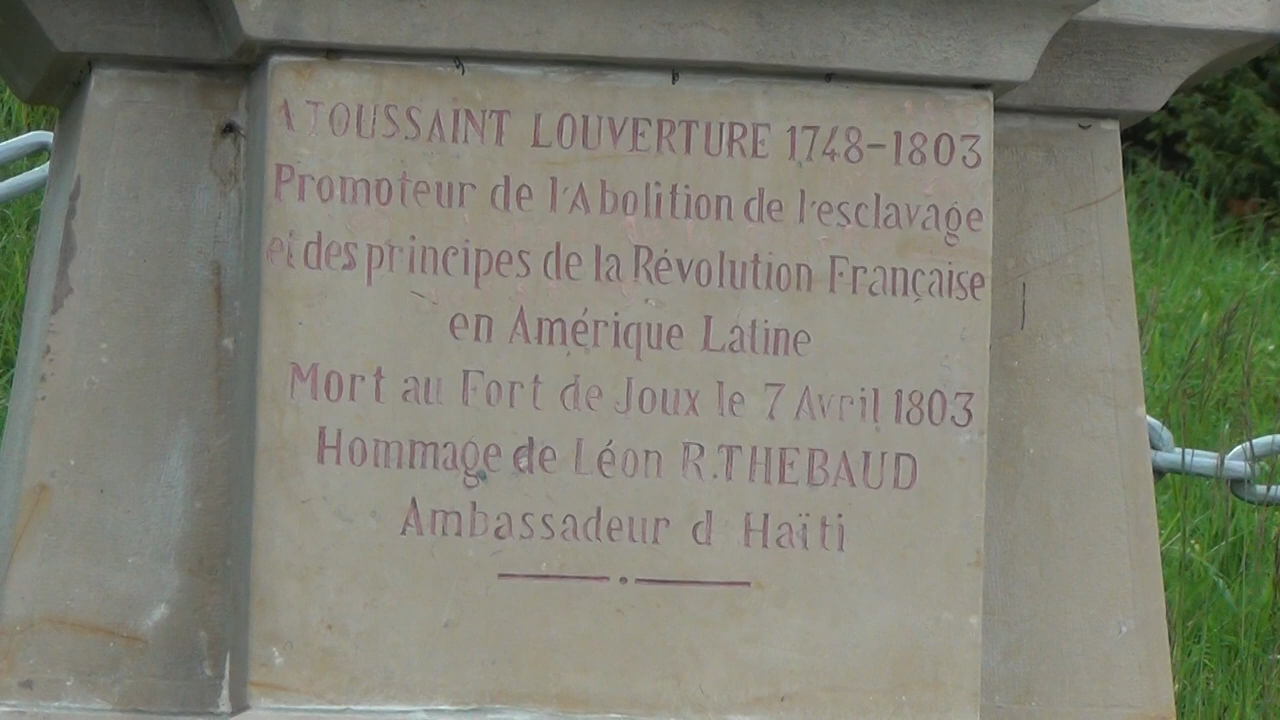 A TOUSSAINT LOUVERTURE 1748-1803
Promoteur de l'Abolition de l'esclavage
et des principes de la Révolution Française
en Amérique Latine
Mort au Fort de Joux le 7 Avril 1803
Hommage de Léon R.THEBAUD
Ambassadeur d Haïti